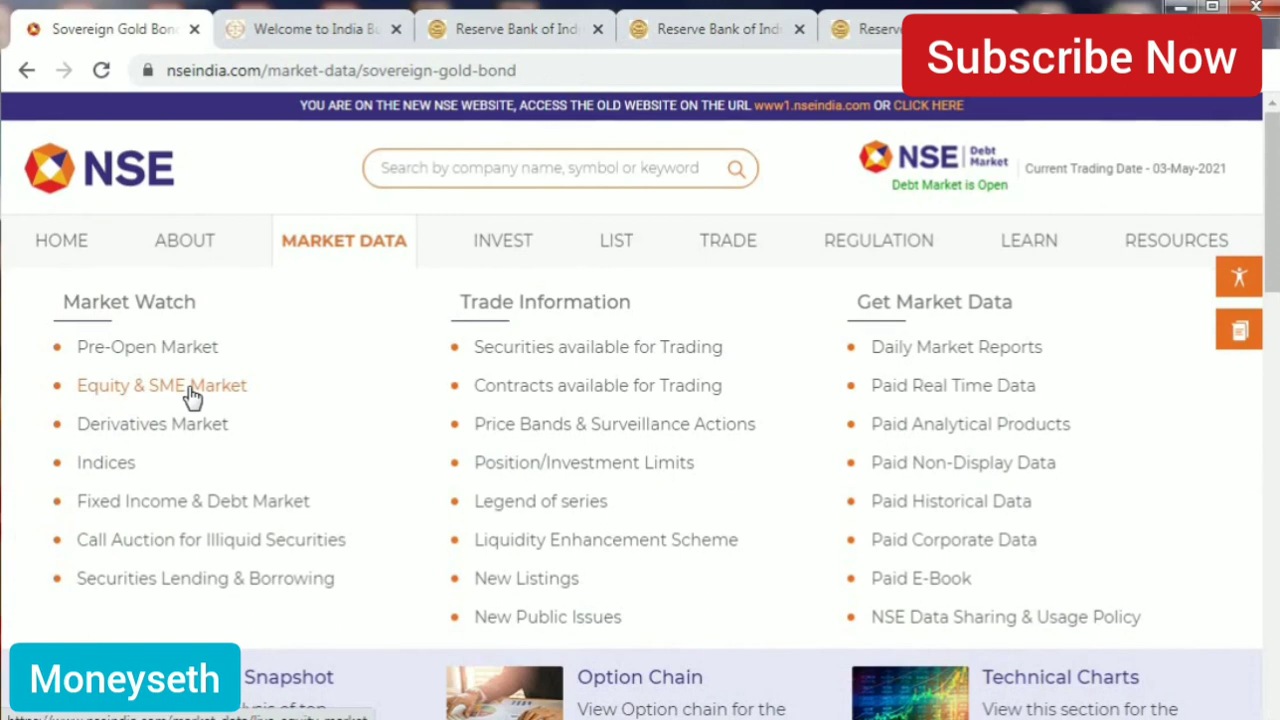 Sovereign Gold Bon
Welcome to India Bu
Reserve Bank of Indi
Reserve Bank of Indi
Reserv
Subscribe Now
nseindia.com/market-data/sovereign-gold-bond
YOU ARE ON THE NEW NSE WEBSITE, ACCESS THE OLD WEBSITE ON THE URL www1.nseindia.com OR CLICK HERE
NSE
Search by company name, symbol or keyword
NSE Debt Market
Debt Market is Open
Current Trading Date - 03-May-2021
HOME ABOUT MARKET DATA INVEST LIST TRADE REGULATION LEARN RESOURCES
Market Watch
Pre-Open Market
Equity & SME Market
Derivatives Market
Indices
Fixed Income & Debt Market
Call Auction for Illiquid Securities
Securities Lending & Borrowing
Trade Information
Securities available for Trading
Contracts available for Trading
Price Bands & Surveillance Actions
Position/Investment Limits
Legend of series
Liquidity Enhancement Scheme
New Listings
New Public Issues
Get Market Data
Daily Market Reports
Paid Real Time Data
Paid Analytical Products
Paid Non-Display Data
Paid Historical Data
Paid Corporate Data
Paid E-Book
NSE Data Sharing & Usage Policy
Moneyseth
Snapshot
of top
Option Chain
View Option chain for the
Technical Charts
View this section for the